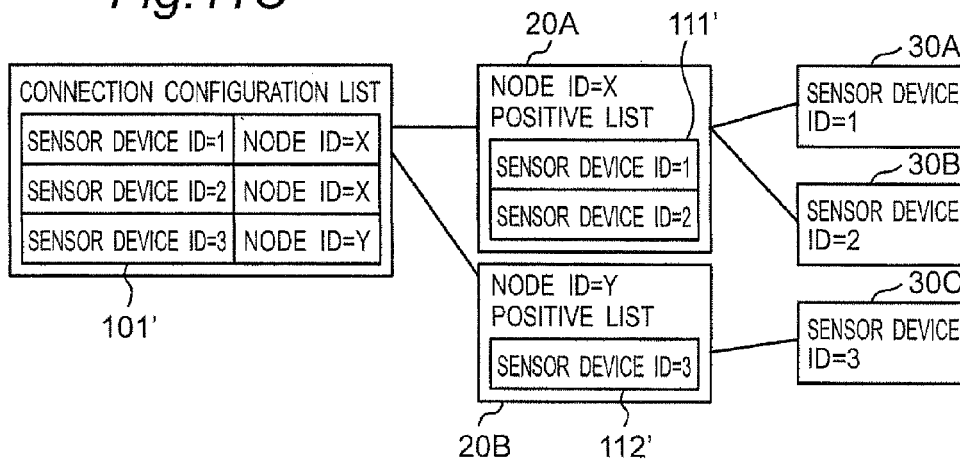 Fig. 11C
20A
111'
30A
CONNECTION CONFIGURATION LIST
SENSOR DEVICE ID=1 NODE ID=X
SENSOR DEVICE ID=2 NODE ID=X
SENSOR DEVICE ID=3 NODE ID=Y
101'
NODE ID=X
POSITIVE LIST
SENSOR DEVICE ID=1
SENSOR DEVICE ID=2
NODE ID=Y
POSITIVE LIST
SENSOR DEVICE ID=3
20B
112'
SENSOR DEVICE
ID=1
30B
SENSOR DEVICE
ID=2
30C
SENSOR DEVICE
ID=3